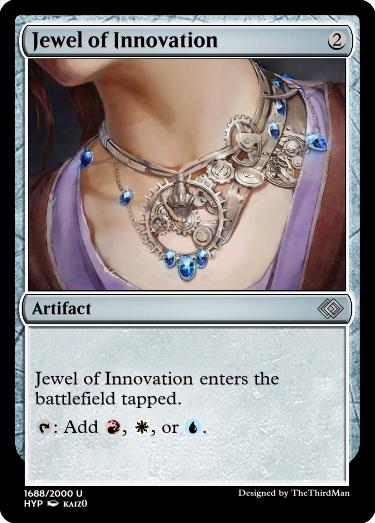 Jewel of Innovation 2
Artifact
Jewel of Innovation enters the
battlefield tapped.
: Add , , or .
1688/2000 U
HYP KAIZ0
Designed by TheThirdMan